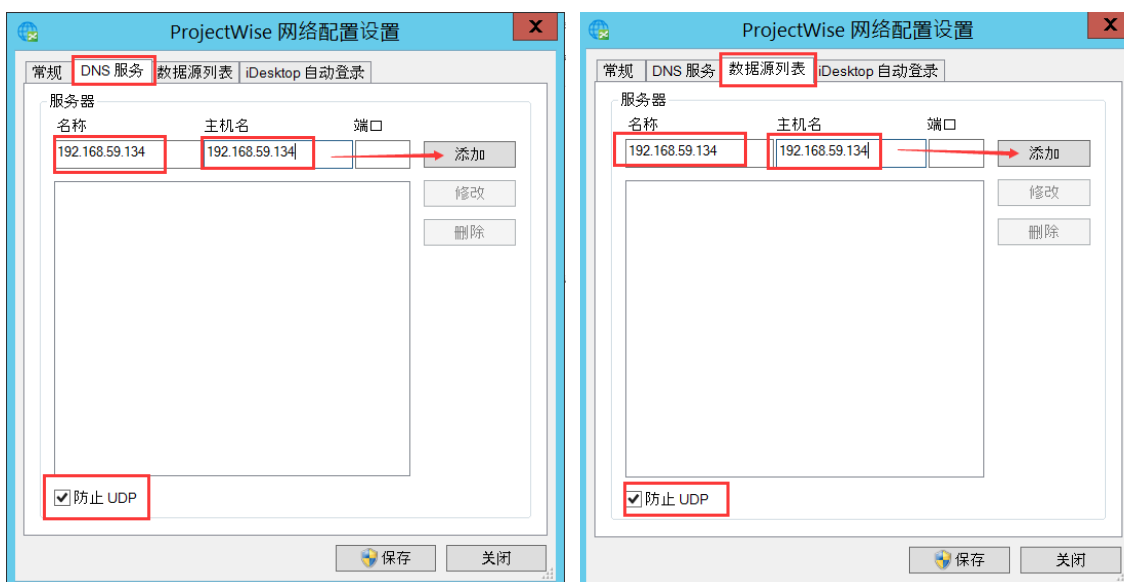 ProjectWise 网络配置设置
X
常规
DNS 服务
数据源列表
iDesktop 自动登录
服务器
名称
主机名
端口
192.168.59.134
192.168.59.134
添加
修改
删除
防止 UDP
保存
关闭
ProjectWise 网络配置设置
X
常规
DNS 服务
数据源列表
iDesktop 自动登录
服务器
名称
主机名
端口
192.168.59.134
192.168.59.134
添加
修改
删除
防止 UDP
保存
关闭